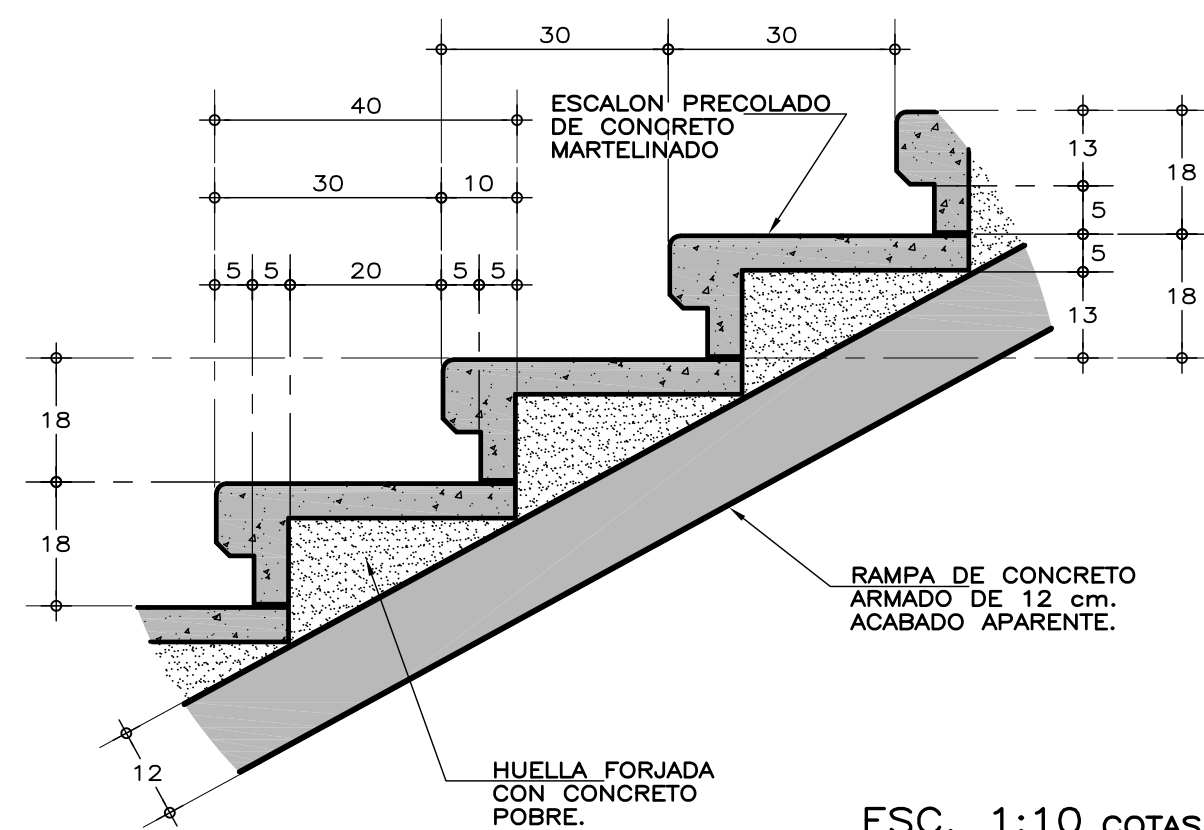 30 30
40
ESCALON PRECOLADO
DE CONCRETO
MARTELINADO
13
18
30 10
5
5 5 20 5 5
5
18
13
18
18
RAMPA DE CONCRETO
ARMADO DE 12 cm.
ACABADO APARENTE.
12
HUELLA FORJADA
CON CONCRETO
POBRE.
ESC. 1:10 COTAS